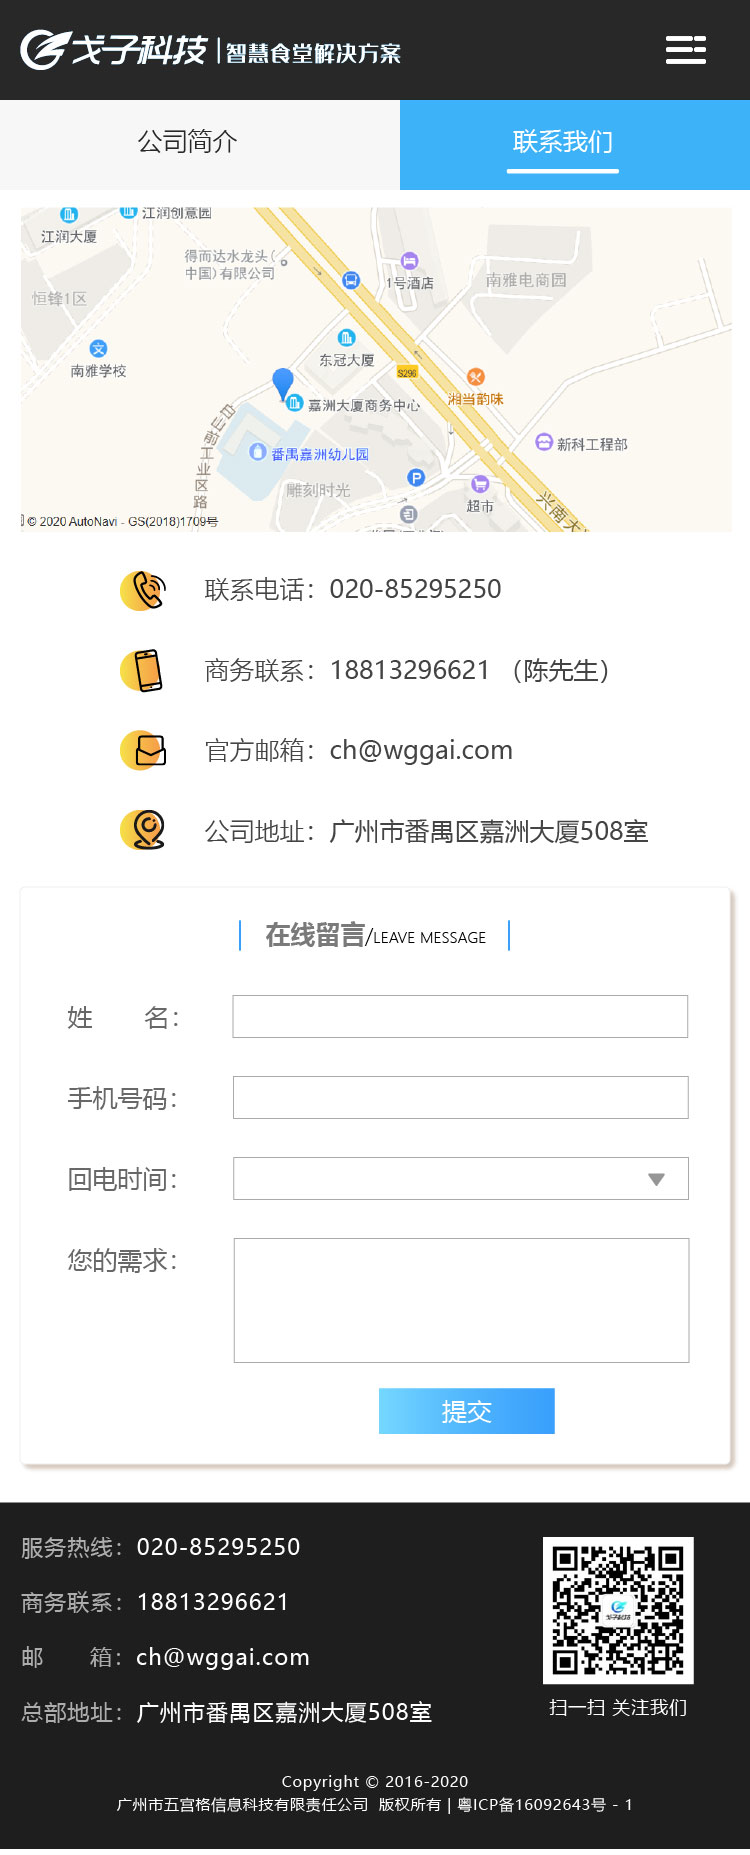 戈子科技 | 智慧食堂解决方案
公司简介
联系我们
江润创意园
江润大厦
得而达水龙头(
中国)有限公司
1号酒店
南雅电商园
恒锋1区
东冠大厦
南雅学校
S296
湘当韵味
嘉洲大厦商务中心
新科工程部
番禺嘉洲幼儿园
工业区路
雕刻时光
P
超市
兴南大
© 2020 AutoNavi - GS(2018)1709号
联系电话：020-85295250
商务联系：18813296621 （陈先生）
官方邮箱：ch@wggai.com
公司地址：广州市番禺区嘉洲大厦508室
在线留言/LEAVE MESSAGE
姓 名：
手机号码：
回电时间：
您的需求：
提交
服务热线：020-85295250
商务联系：18813296621
邮 箱：ch@wggai.com
总部地址：广州市番禺区嘉洲大厦508室
戈子科技
扫一扫 关注我们
Copyright © 2016-2020
广州市五宫格信息科技有限责任公司 版权所有 | 粤ICP备16092643号 - 1